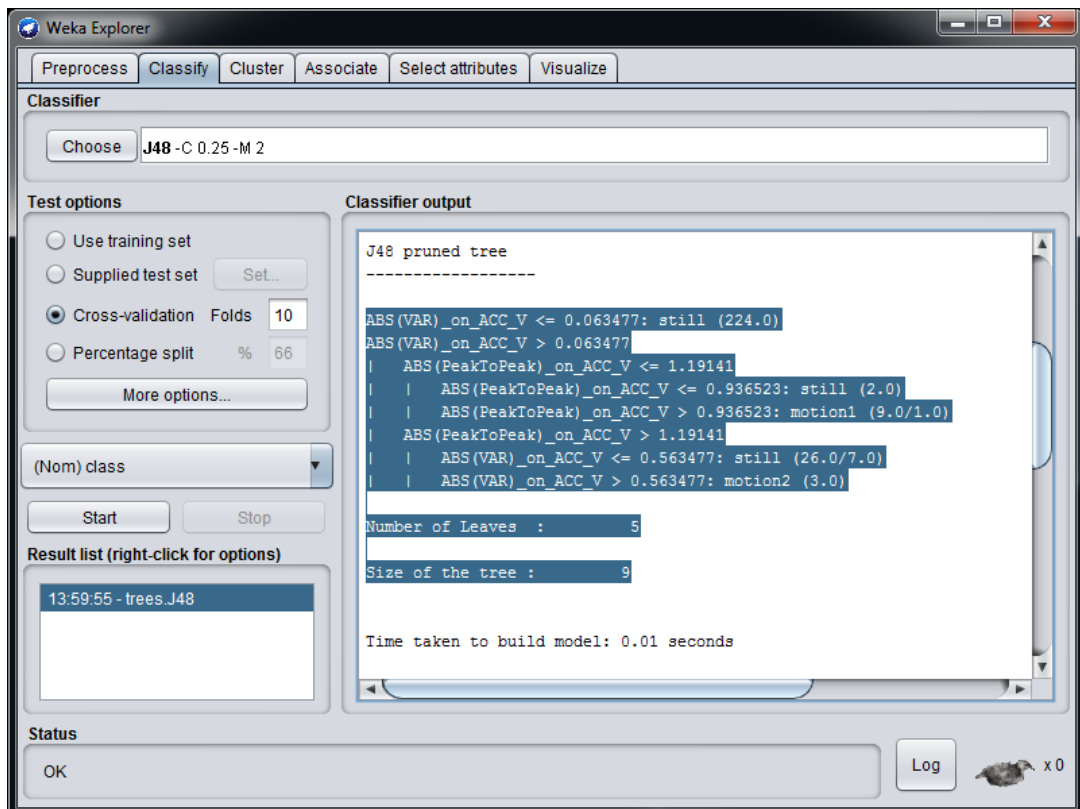 Weka Explorer
Preprocess Classify Cluster Associate Select attributes Visualize
Classifier
Choose J48 -C 0.25 -M 2
Test options
Use training set
Supplied test set Set...
Cross-validation Folds 10
Percentage split % 66
More options...
(Nom) class
Start Stop
Result list (right-click for options)
13:59:55 - trees.J48
Classifier output
J48 pruned tree
------------------
ABS(VAR)_on_ACC_V <= 0.063477: still (224.0)
ABS(VAR)_on_ACC_V > 0.063477
|   ABS(PeakToPeak)_on_ACC_V <= 1.19141
|   |   ABS(PeakToPeak)_on_ACC_V <= 0.936523: still (2.0)
|   |   ABS(PeakToPeak)_on_ACC_V > 0.936523: motion1 (9.0/1.0)
|   ABS(PeakToPeak)_on_ACC_V > 1.19141
|   |   ABS(VAR)_on_ACC_V <= 0.563477: still (26.0/7.0)
|   |   ABS(VAR)_on_ACC_V > 0.563477: motion2 (3.0)
Number of Leaves  :         5
Size of the tree :         9
Time taken to build model: 0.01 seconds
Status
OK
Log
x 0